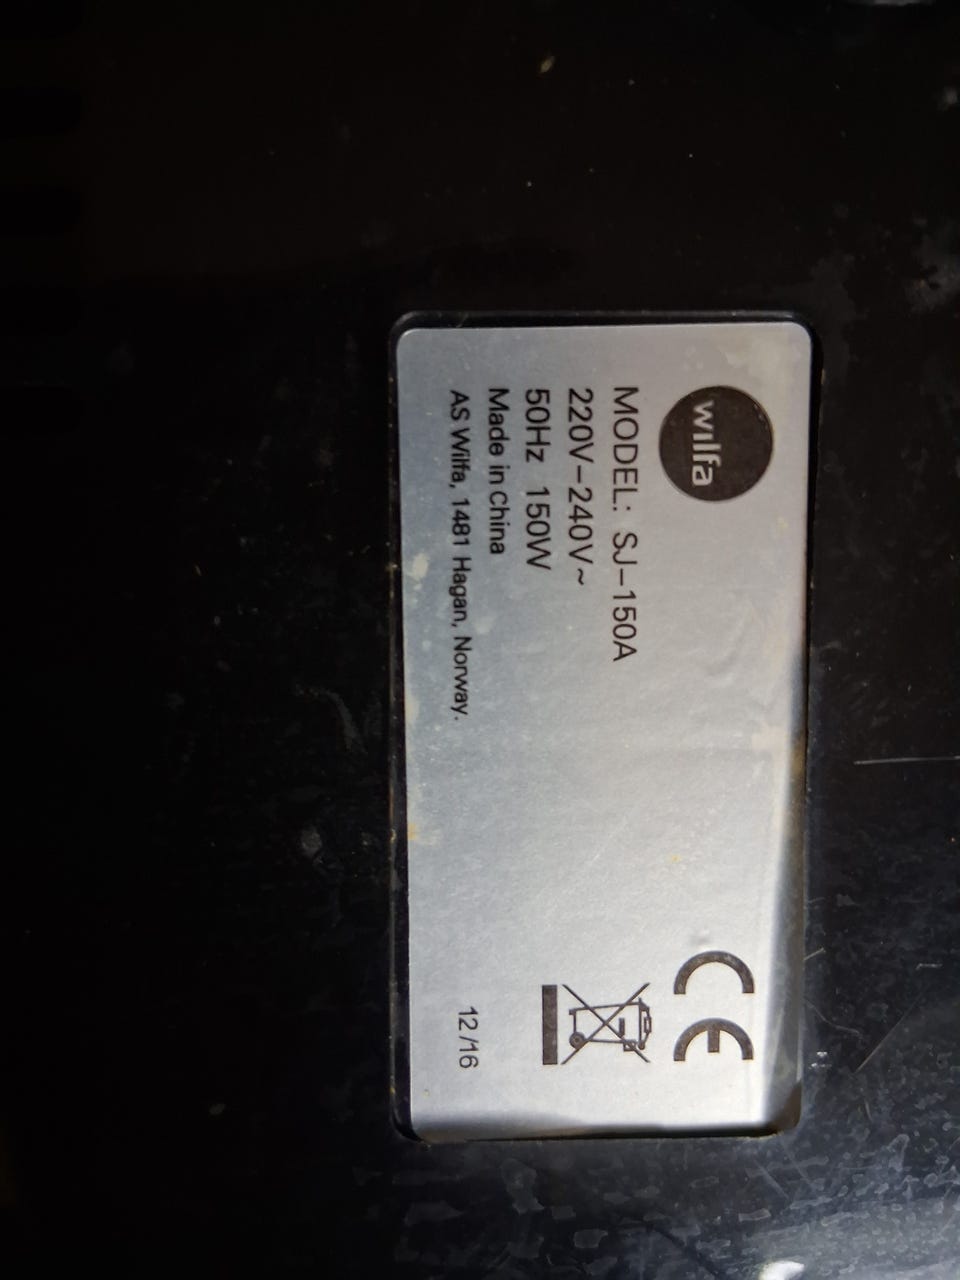 wilfa
MODEL: SJ-150A
220V-240V~
50Hz 150W
Made in China
AS Wilfa, 1481 Hagan, Norway.
CE
12/16